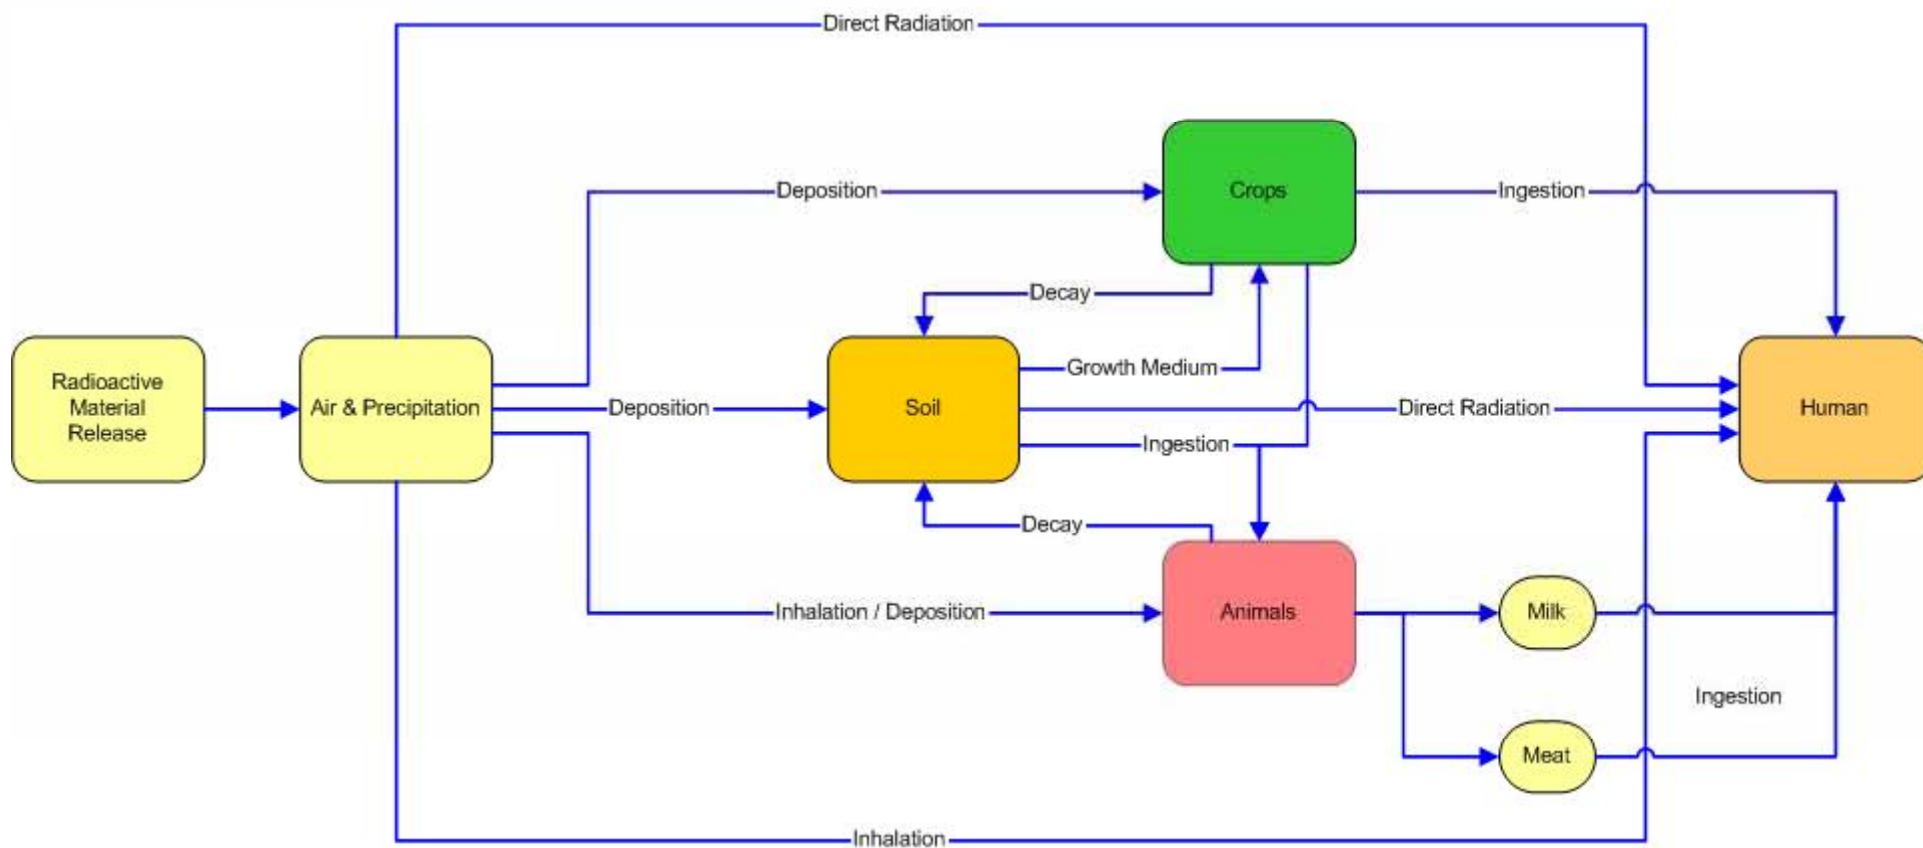 Direct Radiation
Deposition
Crops
Ingestion
Decay
Radioactive
Material
Release
Air & Precipitation
Deposition
Soil
Growth Medium
Direct Radiation
Human
Ingestion
Decay
Inhalation / Deposition
Animals
Milk
Ingestion
Meat
Inhalation